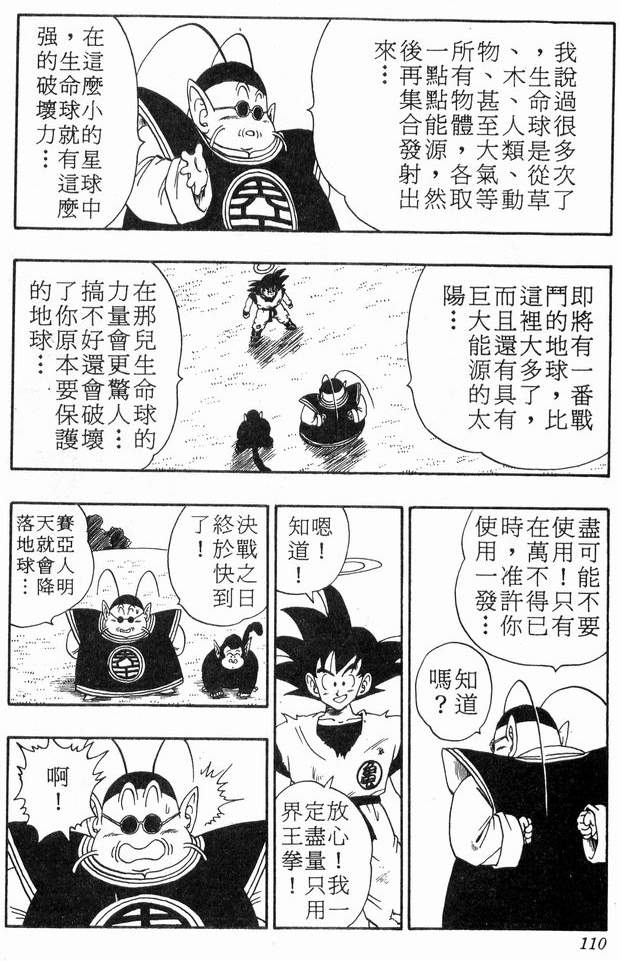 我說過很多次了
，生命球是從草
、木、人類、動
物、甚至大氣等
所有物體，各取
一點點能源，然
後再集合發射出
來…
在這麼小的星球中
，生命球就有這麼
强的破壞力…
即將有一番戰
鬥的地球，比
這裡大多了，
而且還有具有
巨大能源的太
陽…
在那兒生命球的
力量會更驚人…
搞不好還會破壞
了你原本要保護
的地球…
盡可能不要
使用！只有
在萬不得已
時，准許你
使用一發…
知道
嗎？
嗯！
知道！
放心！我一
定盡量只用
界王拳！
龜
決戰之日
終於快到
了！
賽亞人明
天就會降
落地球…
啊！
110